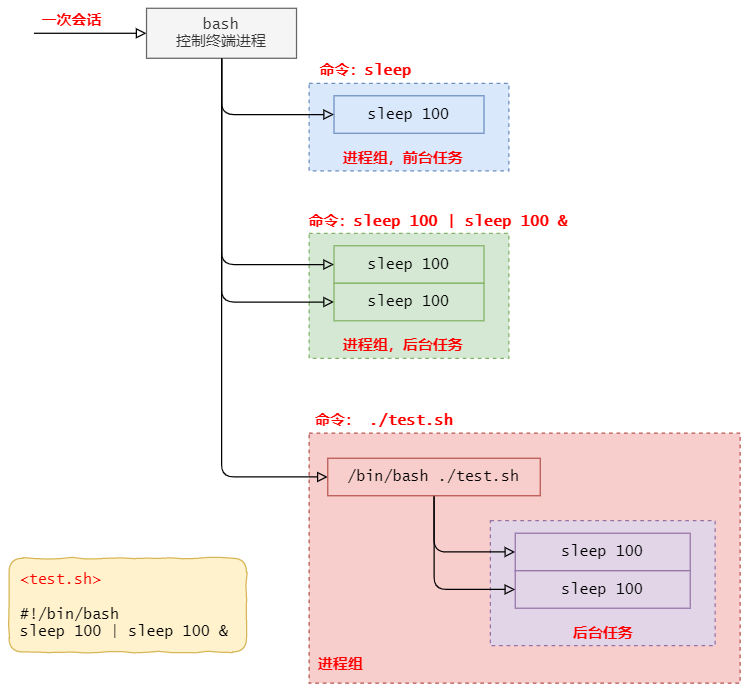 一次会话
bash
控制终端进程
命令：sleep
sleep 100
进程组，前台任务
命令：sleep 100 | sleep 100 &
sleep 100
sleep 100
进程组，后台任务
命令： ./test.sh
/bin/bash ./test.sh
sleep 100
sleep 100
后台任务
进程组
<test.sh>
#!/bin/bash
sleep 100 | sleep 100 &